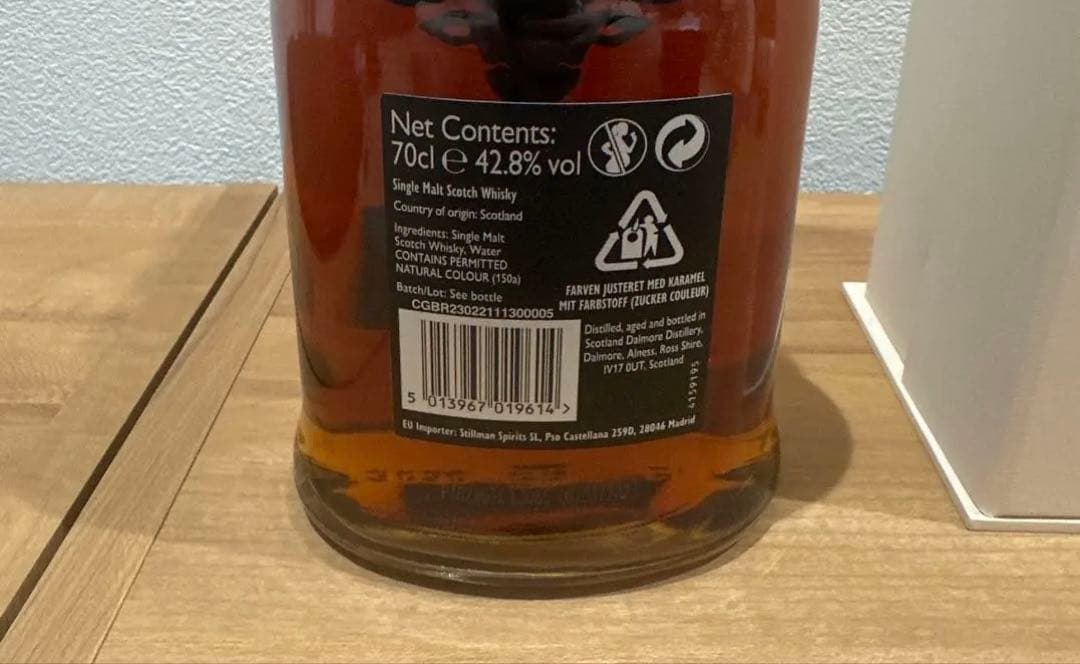 Net Contents:
70cl ℮ 42.8% vol
Single Malt Scotch Whisky
Country of origin: Scotland
Ingredients: Single Malt
Scotch Whisky, Water
CONTAINS PERMITTED
NATURAL COLOUR (150a)
Batch/Lot: See bottle
CGBR23022111300005
FARVEN JUSTERET MED KARAMEL
MIT FARBSTOFF (ZUCKER COULEUR)
Distilled, aged and bottled in
Scotland Dalmore Distillery,
Dalmore, Alness, Ross Shire,
IV17 0UT, Scotland
4159195
5 013967 019614 >
EU Importer: Stillman Spirits SL, Pso Castellana 259D, 28046 Madrid